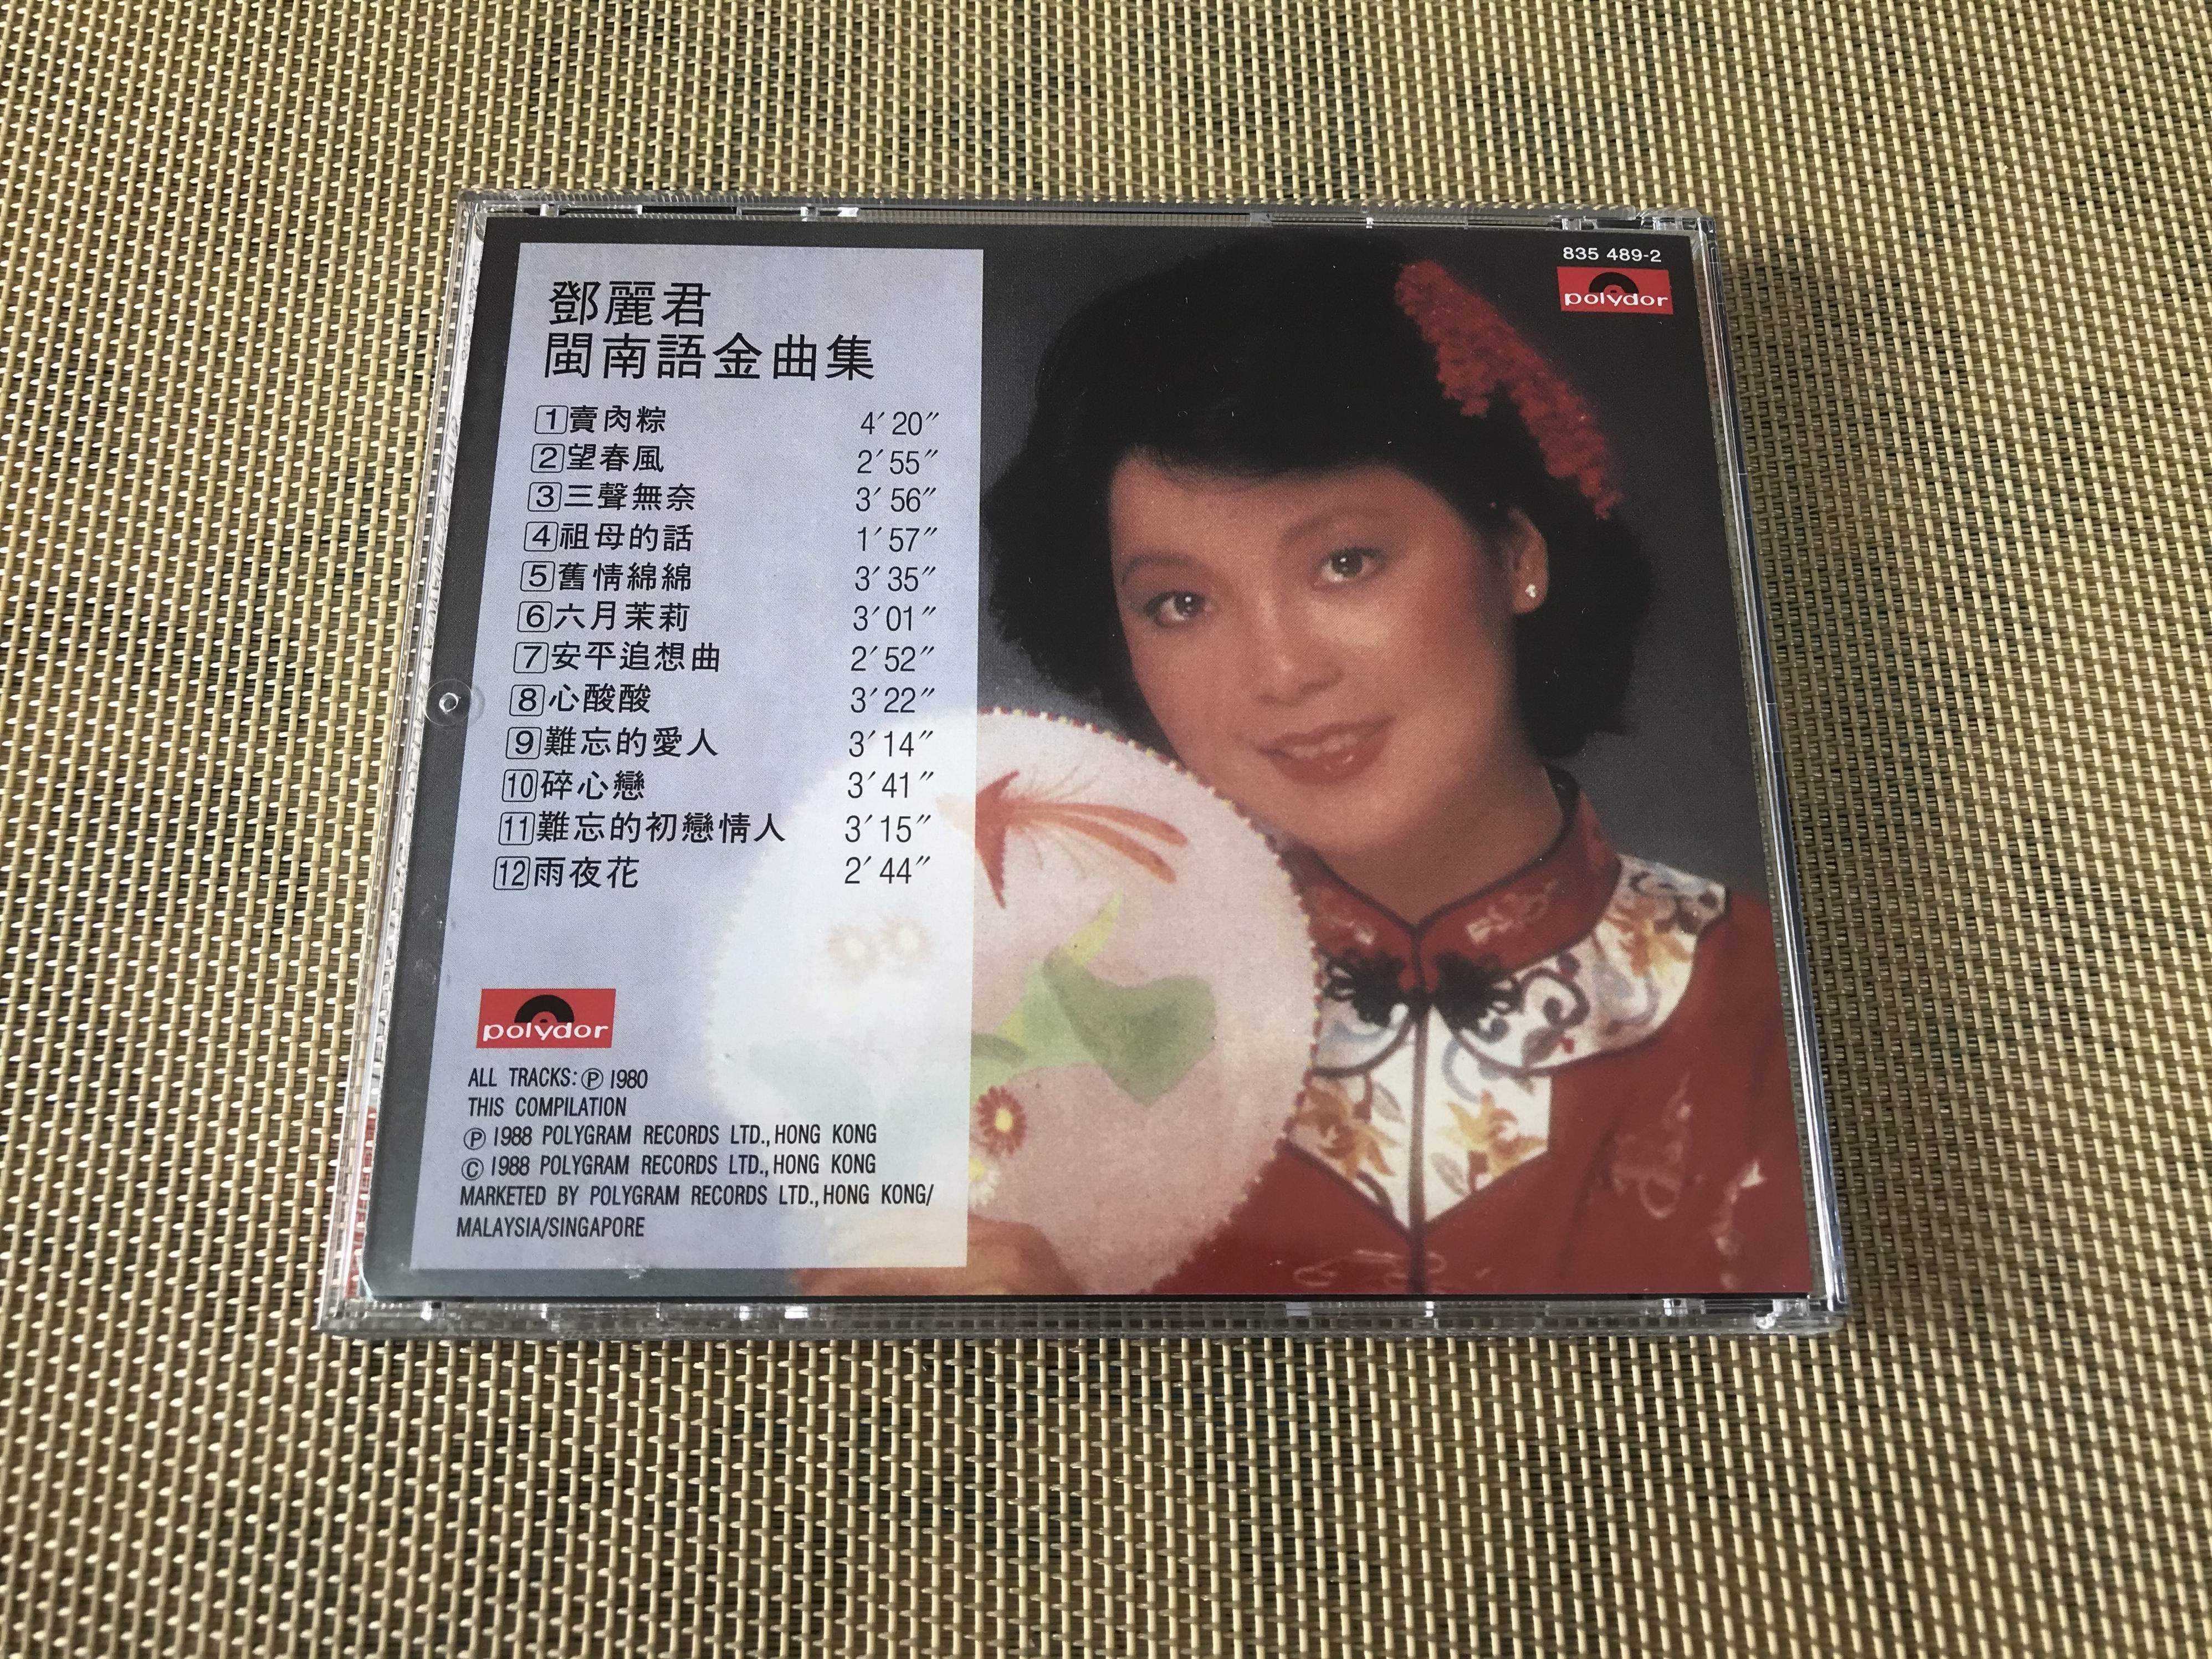 835 489-2
polydor
鄧麗君
閩南語金曲集
1 賣肉粽 4′20″
2 望春風 2′55″
3 三聲無奈 3′56″
4 祖母的話 1′57″
5 舊情綿綿 3′35″
6 六月茉莉 3′01″
7 安平追想曲 2′52″
8 心酸酸 3′22″
9 難忘的愛人 3′14″
10 碎心戀 3′41″
11 難忘的初戀情人 3′15″
12 雨夜花 2′44″
polydor
ALL TRACKS: Ⓟ 1980
THIS COMPILATION
Ⓟ 1988 POLYGRAM RECORDS LTD., HONG KONG
© 1988 POLYGRAM RECORDS LTD., HONG KONG
MARKETED BY POLYGRAM RECORDS LTD., HONG KONG/
MALAYSIA/SINGAPORE